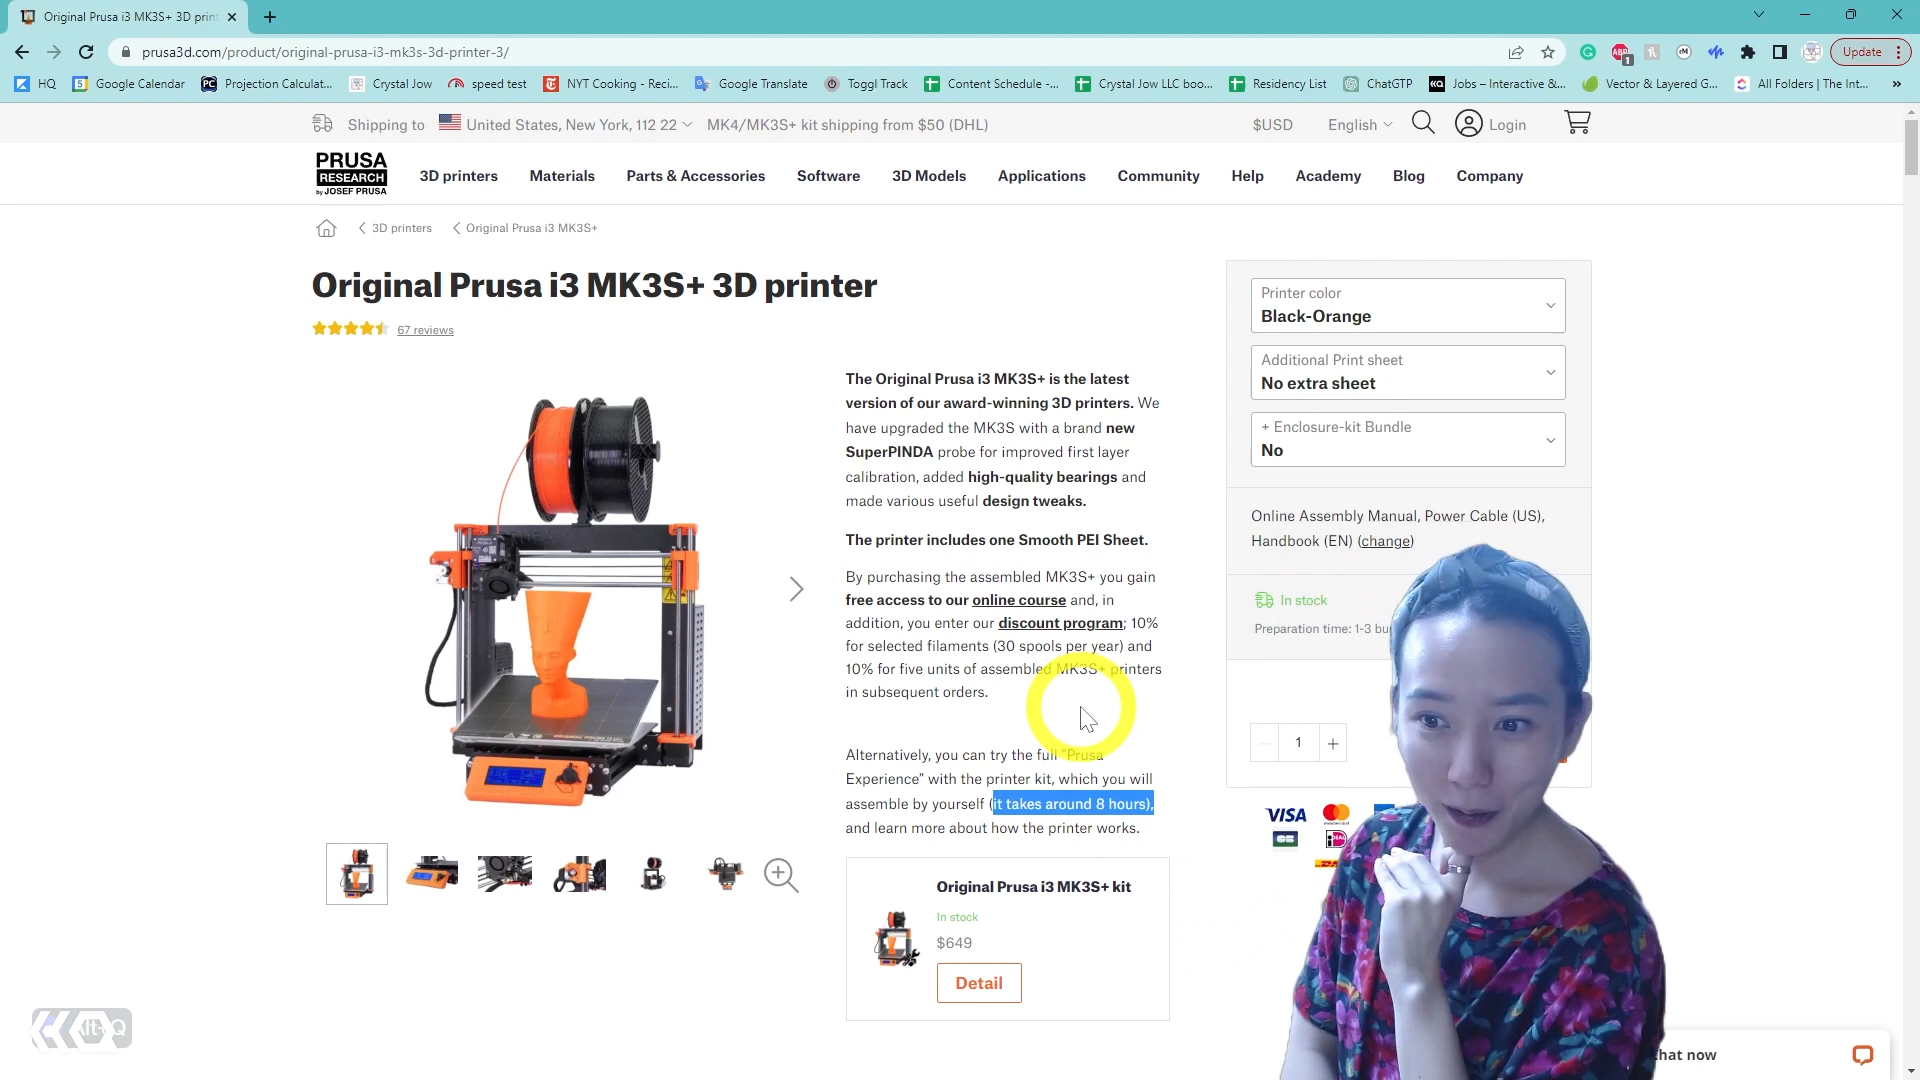 Original Prusa i3 MK3S+ 3D print
prusa3d.com/product/original-prusa-i3-mk3s-3d-printer-3/
Update
HQ
Google Calendar
Projection Calculat...
Crystal Jow
speed test
NYT Cooking - Reci...
Google Translate
Toggl Track
Content Schedule -...
Crystal Jow LLC boo...
Residency List
ChatGTP
Jobs – Interactive &...
Vector & Layered G...
All Folders | The Int...
Shipping to United States, New York, 112 22 MK4/MK3S+ kit shipping from $50 (DHL)
$USD English Login
PRUSA
RESEARCH
by JOSEF PRUSA
3D printers Materials Parts & Accessories Software 3D Models Applications Community Help Academy Blog Company
3D printers Original Prusa i3 MK3S+
Original Prusa i3 MK3S+ 3D printer
67 reviews
The Original Prusa i3 MK3S+ is the latest
version of our award-winning 3D printers. We
have upgraded the MK3S with a brand new
SuperPINDA probe for improved first layer
calibration, added high-quality bearings and
made various useful design tweaks.
The printer includes one Smooth PEI Sheet.
By purchasing the assembled MK3S+ you gain
free access to our online course and, in
addition, you enter our discount program; 10%
for selected filaments (30 spools per year) and
10% for five units of assembled MK3S+ printers
in subsequent orders.
Alternatively, you can try the full "Prusa
Experience" with the printer kit, which you will
assemble by yourself (it takes around 8 hours),
and learn more about how the printer works.
Original Prusa i3 MK3S+ kit
In stock
$649
Detail
Printer color
Black-Orange
Additional Print sheet
No extra sheet
+ Enclosure-kit Bundle
No
Online Assembly Manual, Power Cable (US),
Handbook (EN) (change)
In stock
Preparation time: 1-3 bu
1
VISA
mastercard
iDEAL
hat now